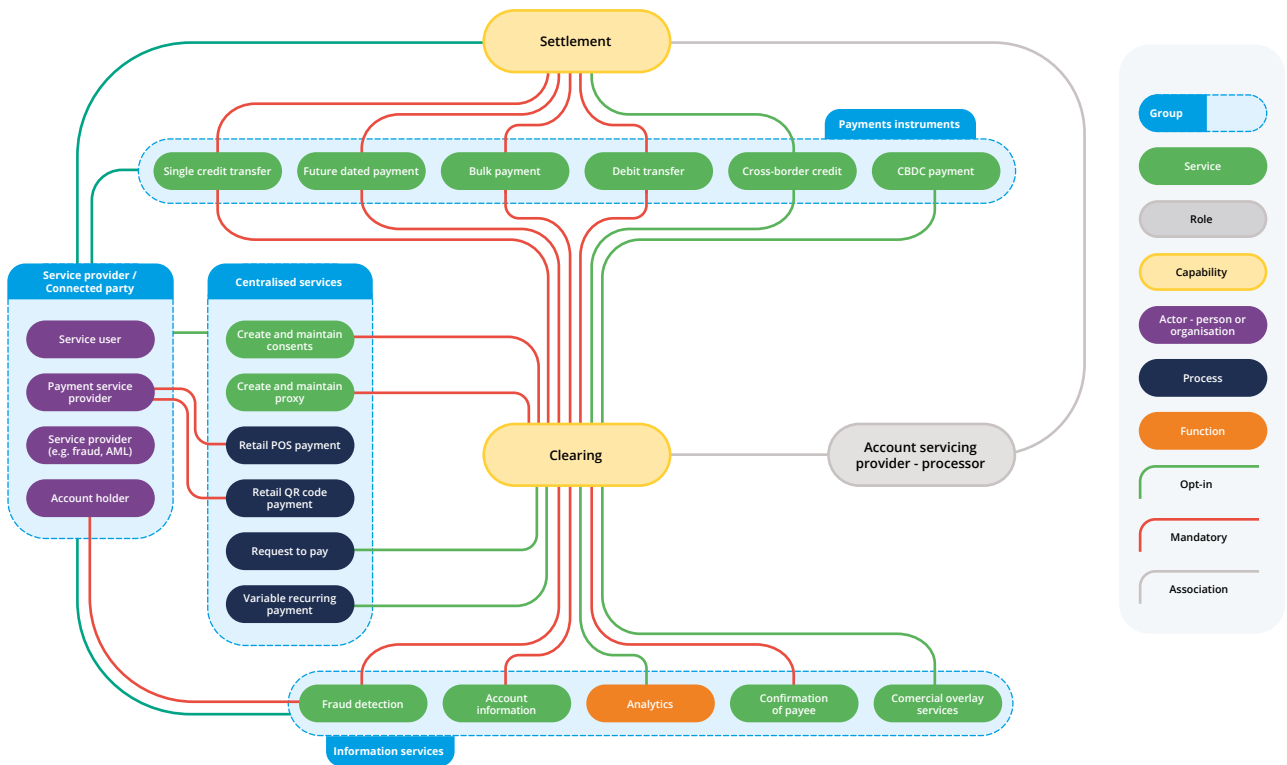 Settlement
Payments instruments
Single credit transfer
Future dated payment
Bulk payment
Debit transfer
Cross-border credit
CBDC payment
Service provider /
Connected party
Service user
Payment service
provider
Service provider
(e.g. fraud, AML)
Account holder
Centralised services
Create and maintain
consents
Create and maintain
proxy
Retail POS payment
Retail QR code
payment
Request to pay
Variable recurring
payment
Clearing
Account servicing
provider - processor
Fraud detection
Account
information
Analytics
Confirmation
of payee
Comercial overlay
services
Information services
Group
Service
Role
Capability
Actor - person or
organisation
Process
Function
Opt-in
Mandatory
Association